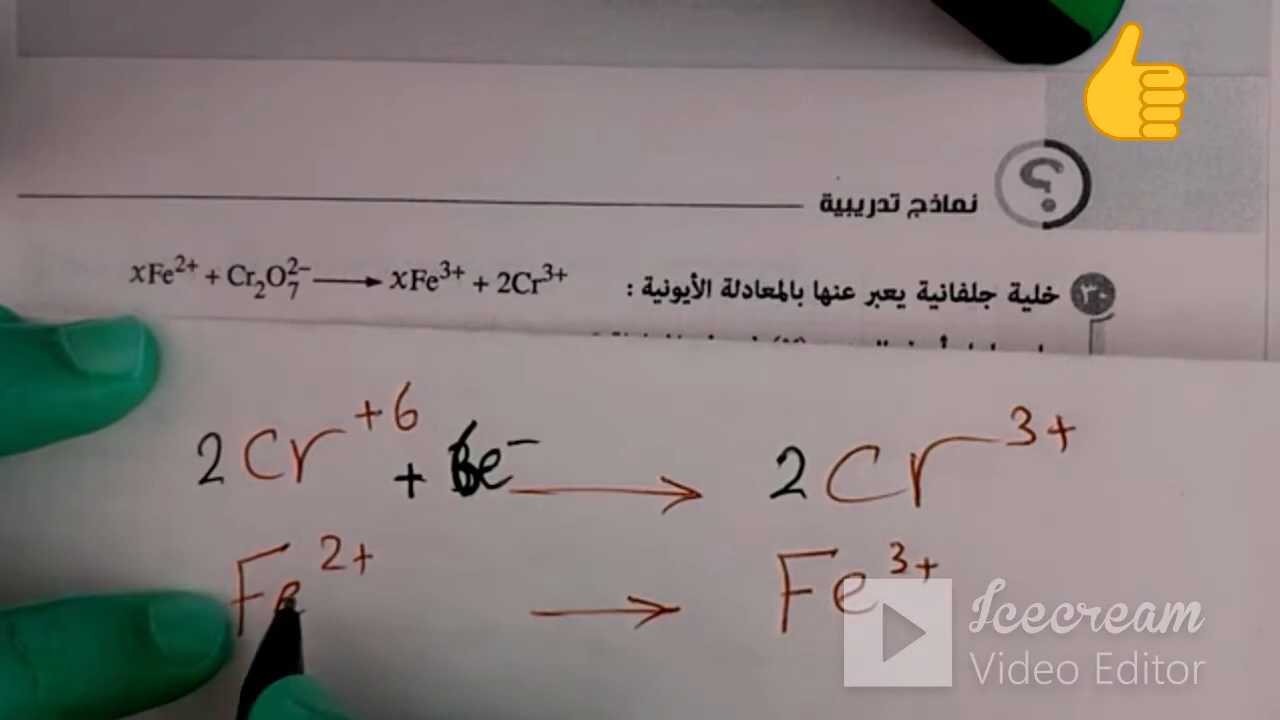 نماذج تدريبية
٣٠ خلية جلفانية يعبر عنها بالمعادلة الأيونية : xFe²⁺ + Cr₂O₇²⁻ ⟶ xFe³⁺ + 2Cr³⁺
2Cr⁺⁶ + 6e⁻ ⟶ 2Cr³⁺
Fe²⁺ ⟶ Fe³⁺
Icecream
Video Editor